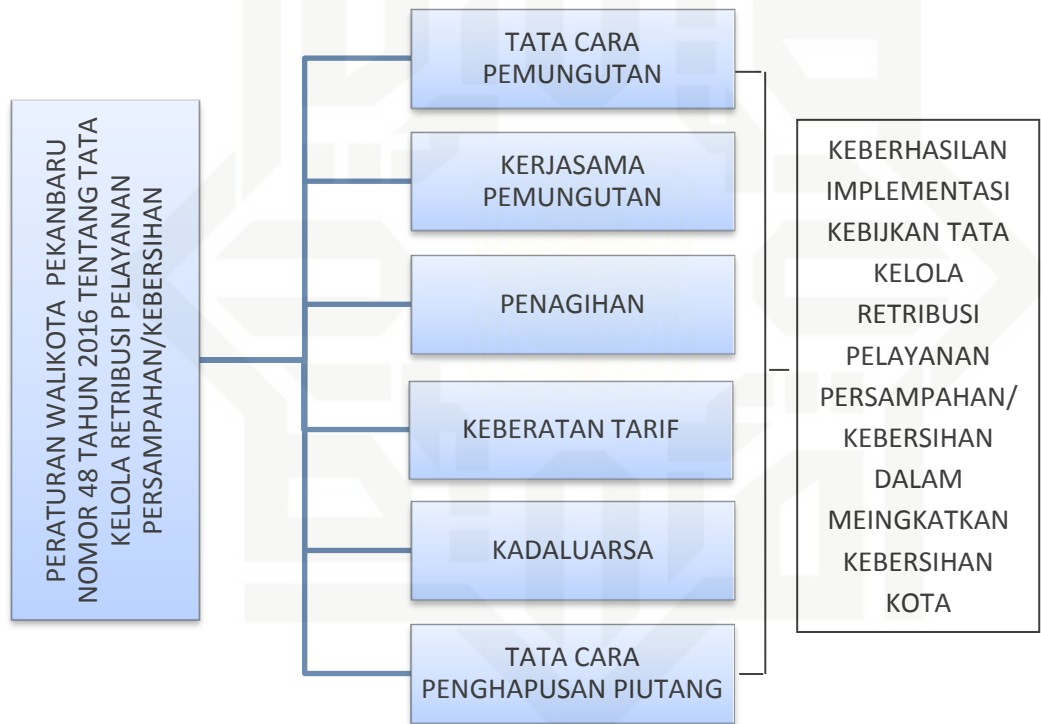 PERATURAN WALIKOTA PEKANBARU
NOMOR 48 TAHUN 2016 TENTANG TATA
KELOLA RETRIBUSI PELAYANAN
PERSAMPAHAN/KEBERSIHAN
TATA CARA
PEMUNGUTAN
KERJASAMA
PEMUNGUTAN
PENAGIHAN
KEBERATAN TARIF
KADALUARSA
TATA CARA
PENGHAPUSAN PIUTANG
KEBERHASILAN
IMPLEMENTASI
KEBIJKAN TATA
KELOLA
RETRIBUSI
PELAYANAN
PERSAMPAHAN/
KEBERSIHAN
DALAM
MEINGKATKAN
KEBERSIHAN
KOTA